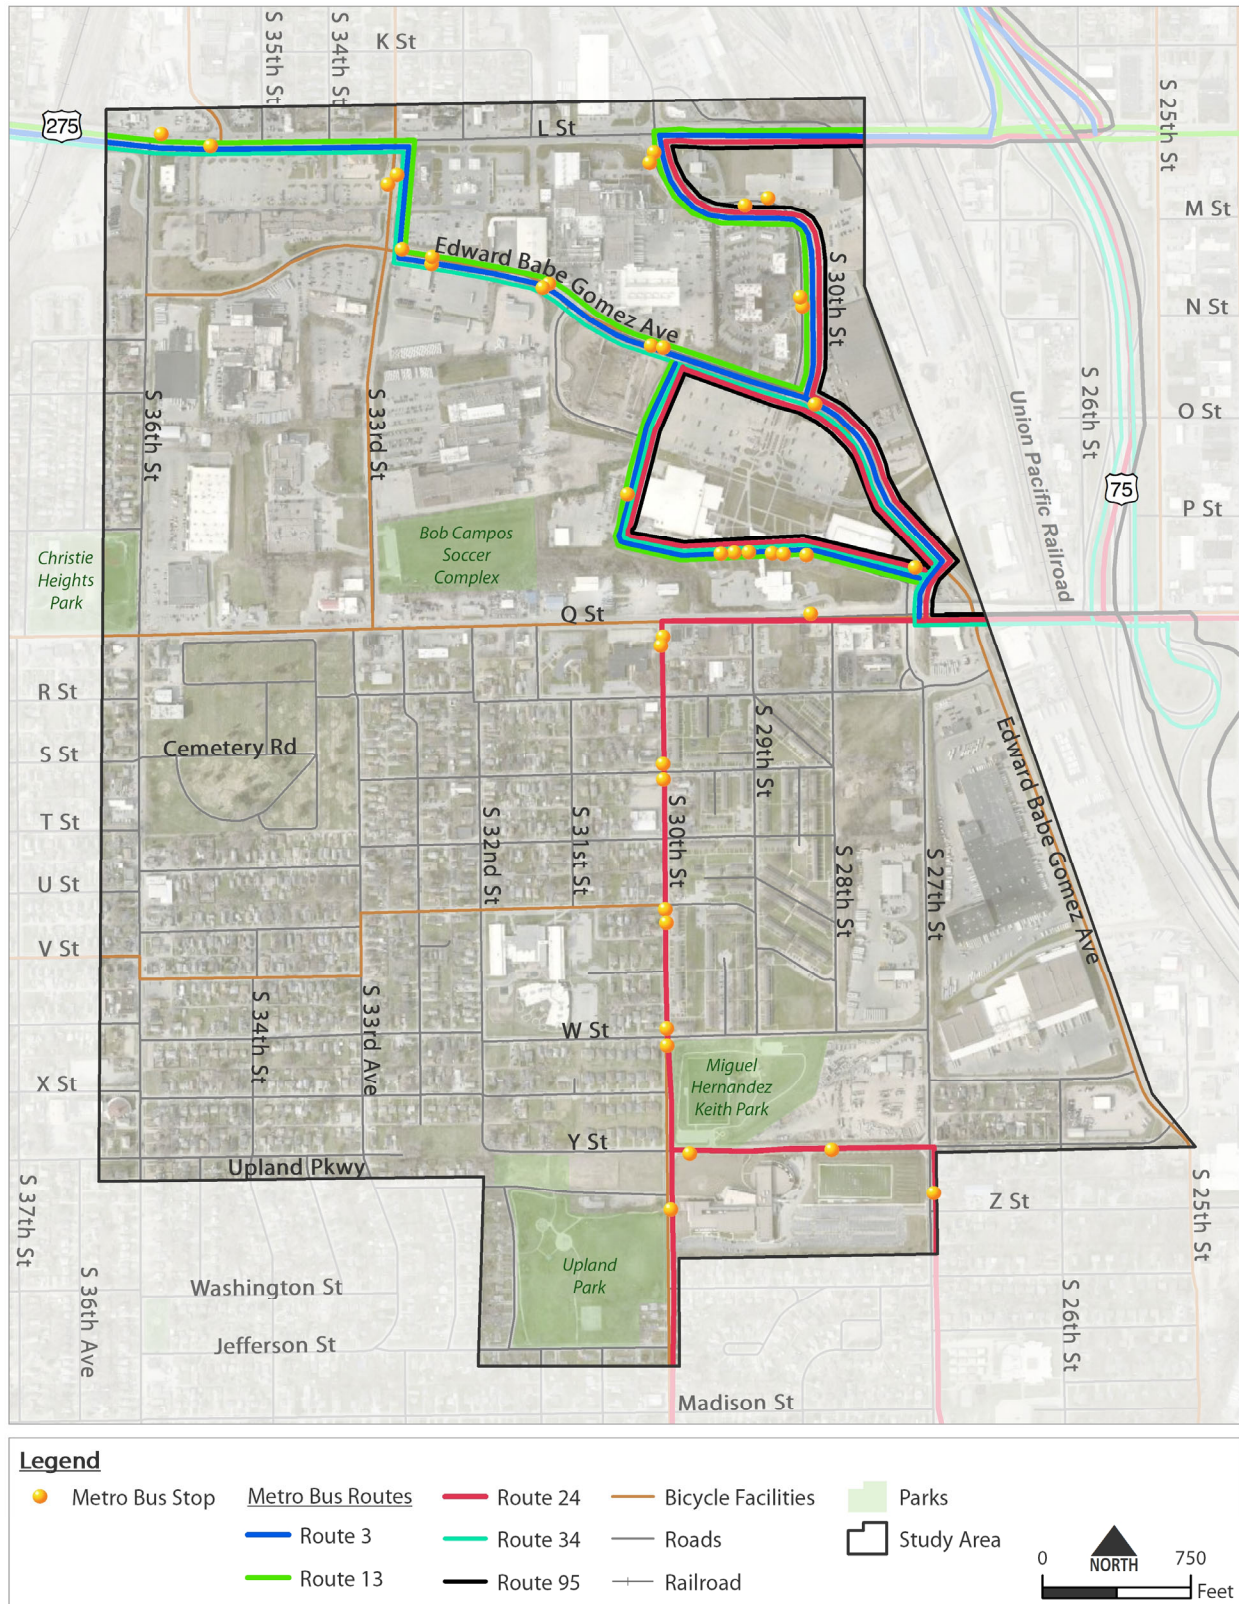 K St
S 35th St
S 34th St
275
L St
S 25th St
M St
Edward Babe Gomez Ave
S 30th St
N St
S 36th St
S 33rd St
S 26th St
O St
Union Pacific Railroad
75
P St
Bob Campos
Soccer
Complex
Christie
Heights
Park
Q St
R St
S 29th St
Edward Babe Gomez Ave
S St
Cemetery Rd
T St
S 32nd St
S 31st St
S 30th St
S 28th St
S 27th St
U St
V St
S 34th St
S 33rd Ave
W St
X St
Miguel
Hernandez
Keith Park
Y St
Upland Pkwy
S 37th St
Z St
S 25th St
S 36th Ave
Washington St
Upland
Park
S 26th St
Jefferson St
Madison St
Legend
Metro Bus Stop
Metro Bus Routes
Route 3
Route 13
Route 24
Route 34
Route 95
Bicycle Facilities
Roads
Railroad
Parks
Study Area
NORTH
0 750
Feet